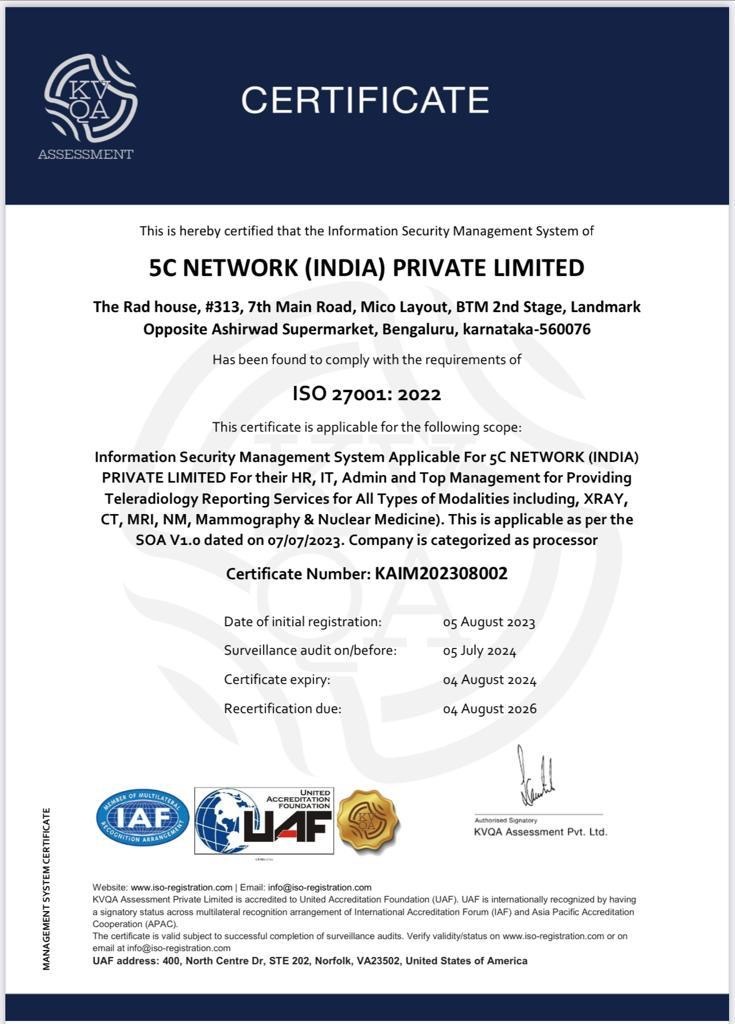 KV
QA
ASSESSMENT
CERTIFICATE
This is hereby certified that the Information Security Management System of
5C NETWORK (INDIA) PRIVATE LIMITED
The Rad house, #313, 7th Main Road, Mico Layout, BTM 2nd Stage, Landmark
Opposite Ashirwad Supermarket, Bengaluru, karnataka-560076
Has been found to comply with the requirements of
ISO 27001: 2022
This certificate is applicable for the following scope:
Information Security Management System Applicable For 5C NETWORK (INDIA)
PRIVATE LIMITED For their HR, IT, Admin and Top Management for Providing
Teleradiology Reporting Services for All Types of Modalities including, XRAY,
CT, MRI, NM, Mammography & Nuclear Medicine). This is applicable as per the
SOA V1.0 dated on 07/07/2023. Company is categorized as processor
Certificate Number: KAIM202308002
Date of initial registration: 05 August 2023
Surveillance audit on/before: 05 July 2024
Certificate expiry: 04 August 2024
Recertification due: 04 August 2026
MEMBER OF MULTILATERAL
IAF
RECOGNITION ARRANGEMENT
UNITED
ACCREDITATION
FOUNDATION
UAF
KV
QA
Authorised Signatory
KVQA Assessment Pvt. Ltd.
MANAGEMENT SYSTEM CERTIFICATE
Website: www.iso-registration.com | Email: info@iso-registration.com
KVQA Assessment Private Limited is accredited to United Accreditation Foundation (UAF). UAF is internationally recognized by having
a signatory status across multilateral recognition arrangement of International Accreditation Forum (IAF) and Asia Pacific Accreditation
Cooperation (APAC).
The certificate is valid subject to successful completion of surveillance audits. Verify validity/status on www.iso-registration.com or on
email at info@iso-registration.com
UAF address: 400, North Centre Dr, STE 202, Norfolk, VA23502, United States of America